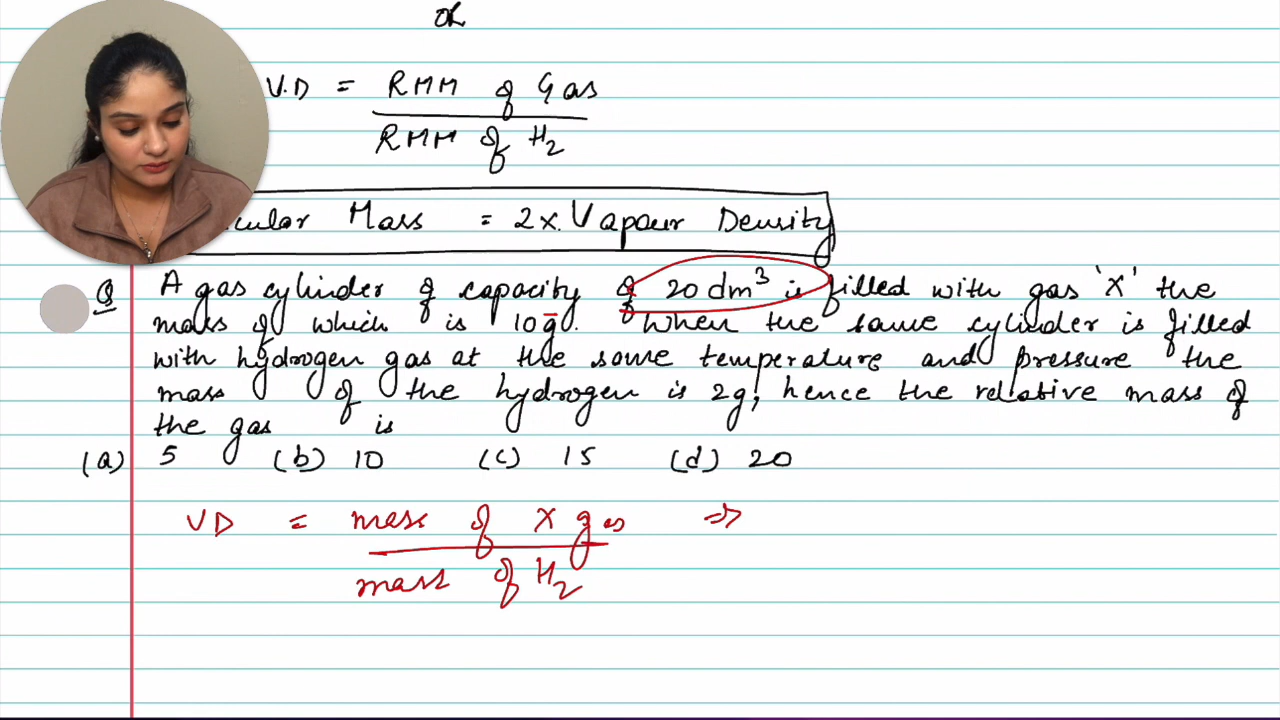 or
V.D = RMM of Gas
RMM of H2
cular Mass = 2x. Vapour Density
Q A gas cylinder of capacity of 20 dm³ is filled with gas 'X' the
mass of which is 10g. When the same cylinder is filled
with hydrogen gas at the same temperature and pressure the
mass of the hydrogen is 2g, hence the relative mass of
the gas is
(a) 5 (b) 10 (c) 15 (d) 20
VD = mass of X gas ⇒
mass of H2